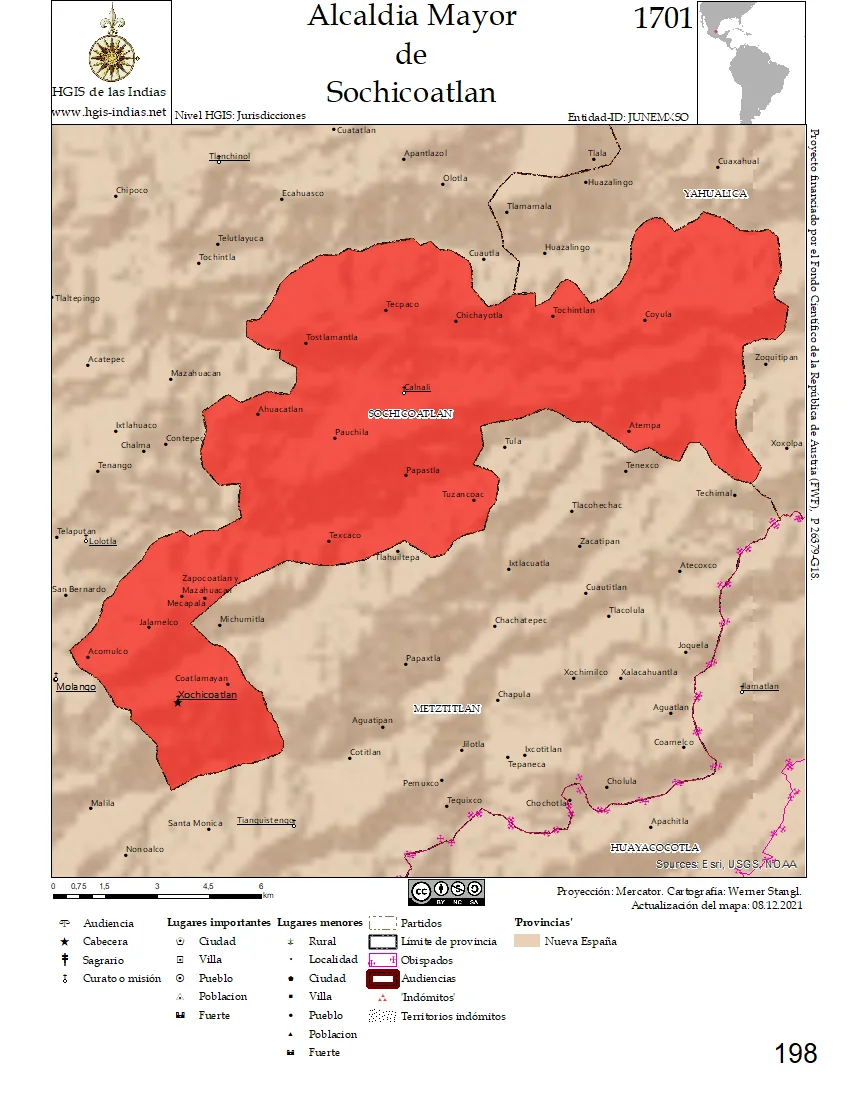 Alcaldia Mayor
de
Sochicoatlan
1701
HGIS de las Indias
www.hgis-indias.net
Nivel HGIS: Jurisdicciones
Entidad-ID: JUNEMXSO
Proyecto financiado por el Fondo Científico de la República de Austria (FWF). P 26379-G18.
Cuatatlan
Tlanchinol
Apantlazol
Tlala
Cuaxahual
Olotla
Huazalingo
Chipoco
Ecahuasco
YAHUALICA
Tlamamala
Telutlayuca
Tochintla
Cuautla
Huazalingo
Tlaltepingo
Tecpaco
Chichayotla
Tochintlan
Coyula
Tostlamantla
Acatepec
Zoquitipan
Mazahuacan
Calnali
Ahuacatlan
SOCHICOATLAN
Ixtlahuaco
Contepec
Pauchila
Atempa
Chalma
Tula
Xoxolpa
Tenango
Papastla
Tenexco
Tuzancoac
Techimal
Tlacohechac
Telaputan
Lolotla
Texcaco
Zacatipan
Tlahuiltepa
Ixtlacuatla
Atecoxco
Zapocoatlan y
San Bernardo
Mazahuacan
Cuautitlan
Mecapala
Tlacolula
Jalamelco
Michumitla
Chachatepec
Acomulco
Joquela
Papaxtla
Coatlamayan
Xochimilco
Xalacahuantla
Molango
Xochicoatlan
Ilamatlan
Chapula
METZTITLAN
Aguatlan
Aguatipan
Cotitlan
Jilotla
Ixcotitlan
Coamelco
Tepaneca
Pemuxco
Cholula
Malila
Tequixco
Chochotla
Santa Monica
Tianquistengo
Apachitla
Nonoalco
HUAYACOCOTLA
Sources: Esri, USGS, NOAA
0 0,75 1,5 3 4,5 6
km
CC BY NC SA
Proyección: Mercator. Cartografía: Werner Stangl.
Actualización del mapa: 08.12.2021
Audiencia
Cabecera
Sagrario
Curato o misión
Lugares importantes
Ciudad
Villa
Pueblo
Poblacion
Fuerte
Lugares menores
Rural
Localidad
Ciudad
Villa
Pueblo
Poblacion
Fuerte
Partidos
Límite de provincia
Obispados
Audiencias
'Indómitos'
Territorios indómitos
'Provincias'
Nueva España
198